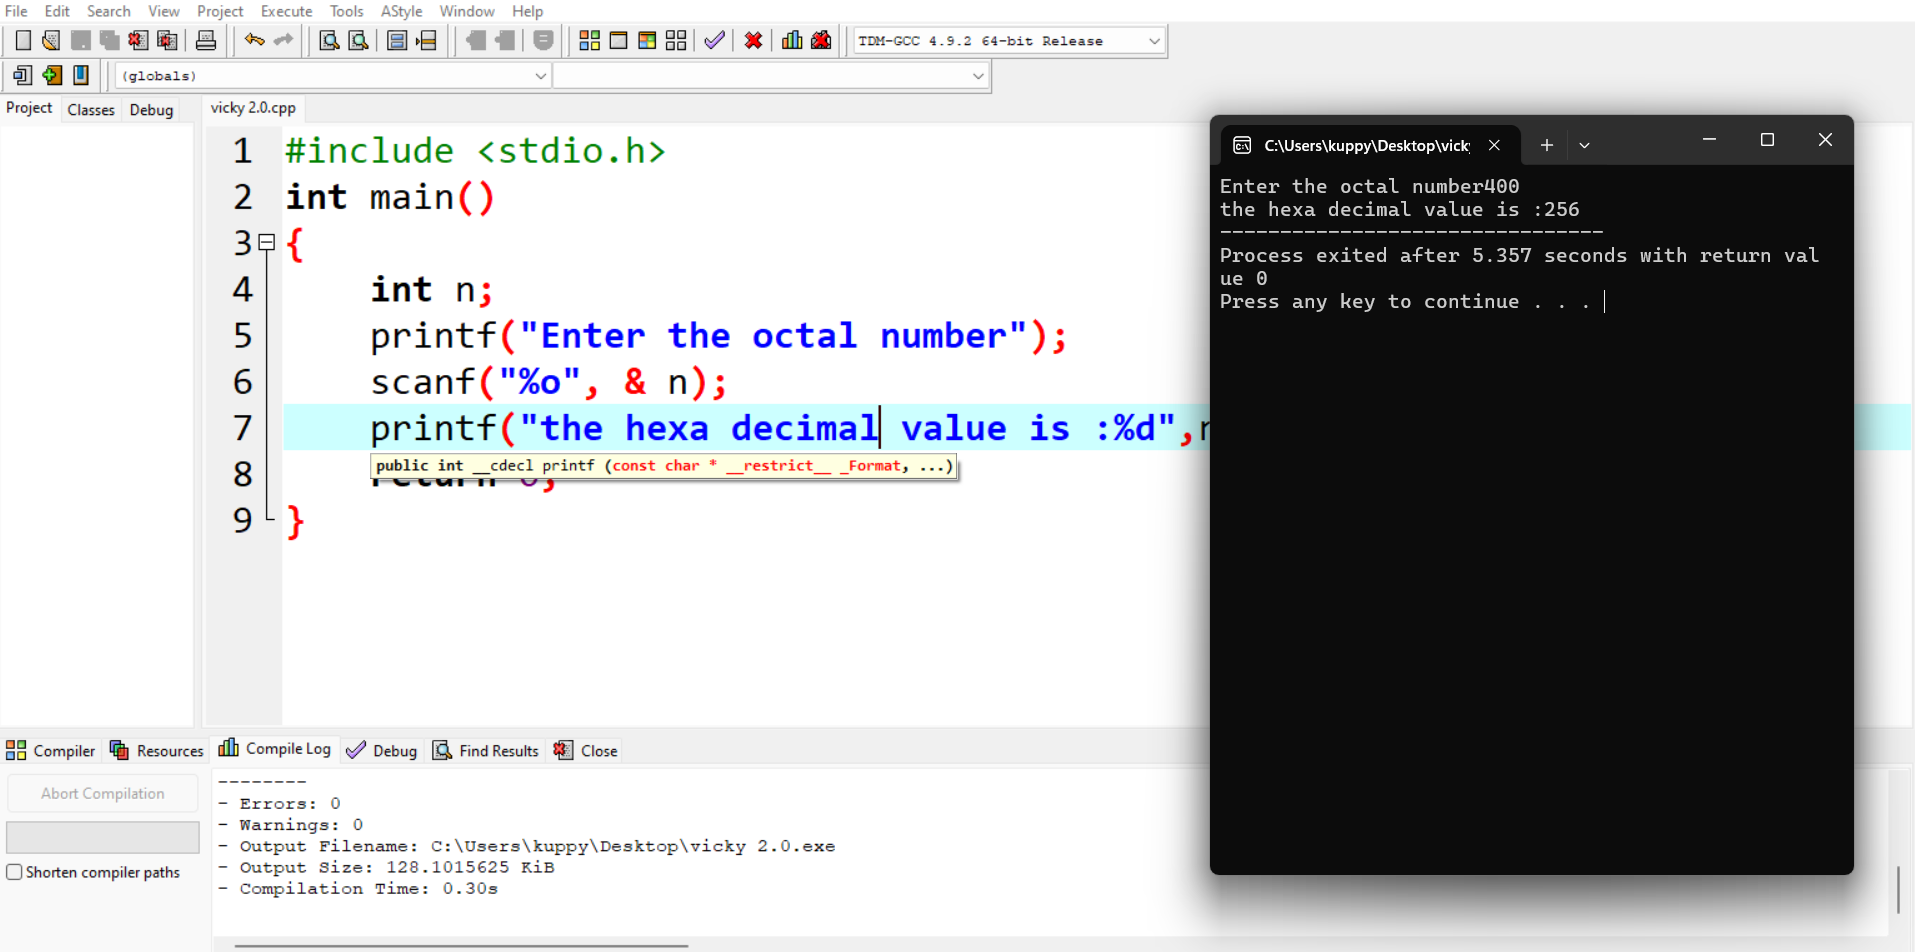 File Edit Search View Project Execute Tools AStyle Window Help
TDM-GCC 4.9.2 64-bit Release
(globals)
Project Classes Debug
vicky 2.0.cpp
1 #include <stdio.h>
2 int main()
3 {
4 int n;
5 printf("Enter the octal number");
6 scanf("%o", & n);
7 printf("the hexa decimal value is :%d",
public int __cdecl printf (const char * __restrict__ _Format, ...)
8 return 0;
9 }
C:\Users\kuppy\Desktop\vick
Enter the octal number400
the hexa decimal value is :256
--------------------------------
Process exited after 5.357 seconds with return val
ue 0
Press any key to continue . . .
Compiler Resources Compile Log Debug Find Results Close
Abort Compilation
Shorten compiler paths
--------
- Errors: 0
- Warnings: 0
- Output Filename: C:\Users\kuppy\Desktop\vicky 2.0.exe
- Output Size: 128.1015625 KiB
- Compilation Time: 0.30s